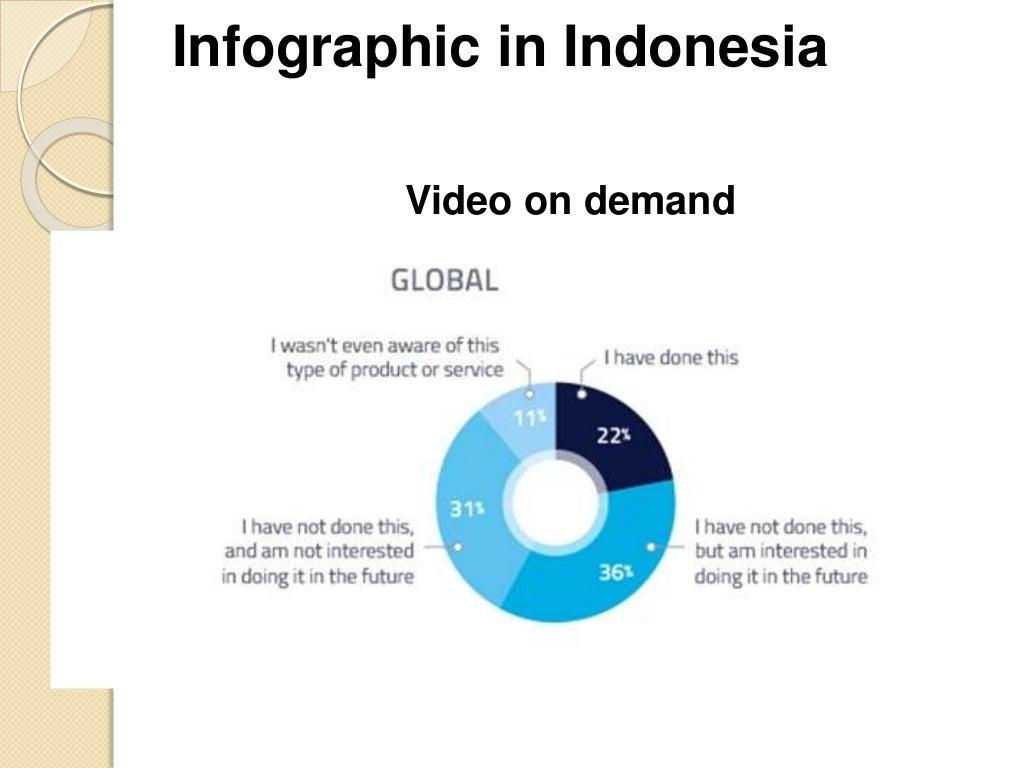 Infographic in Indonesia
Video on demand
GLOBAL
I wasn't even aware of this
type of product or service
I have done this
11%
22%
31%
36%
I have not done this,
and am not interested
in doing it in the future
I have not done this,
but am interested in
doing it in the future